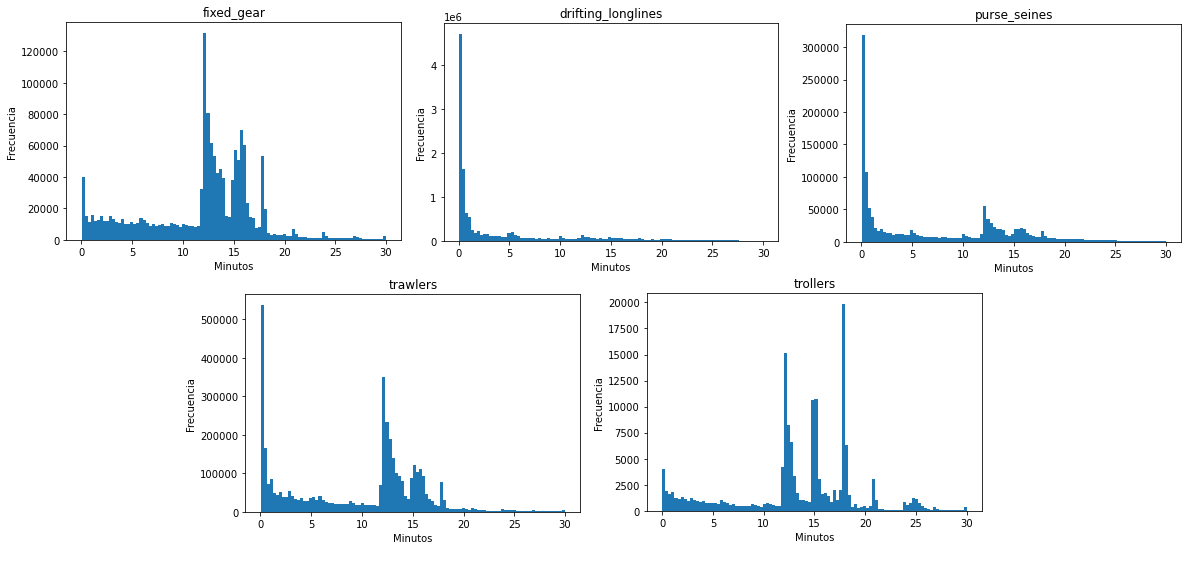 fixed_gear
Frecuencia
120000
100000
80000
60000
40000
20000
0
0 5 10 15 20 25 30
Minutos
drifting_longlines
1e6
Frecuencia
4
3
2
1
0
0 5 10 15 20 25 30
Minutos
purse_seines
Frecuencia
300000
250000
200000
150000
100000
50000
0
0 5 10 15 20 25 30
Minutos
trawlers
Frecuencia
500000
400000
300000
200000
100000
0
0 5 10 15 20 25 30
Minutos
trollers
Frecuencia
20000
17500
15000
12500
10000
7500
5000
2500
0
0 5 10 15 20 25 30
Minutos